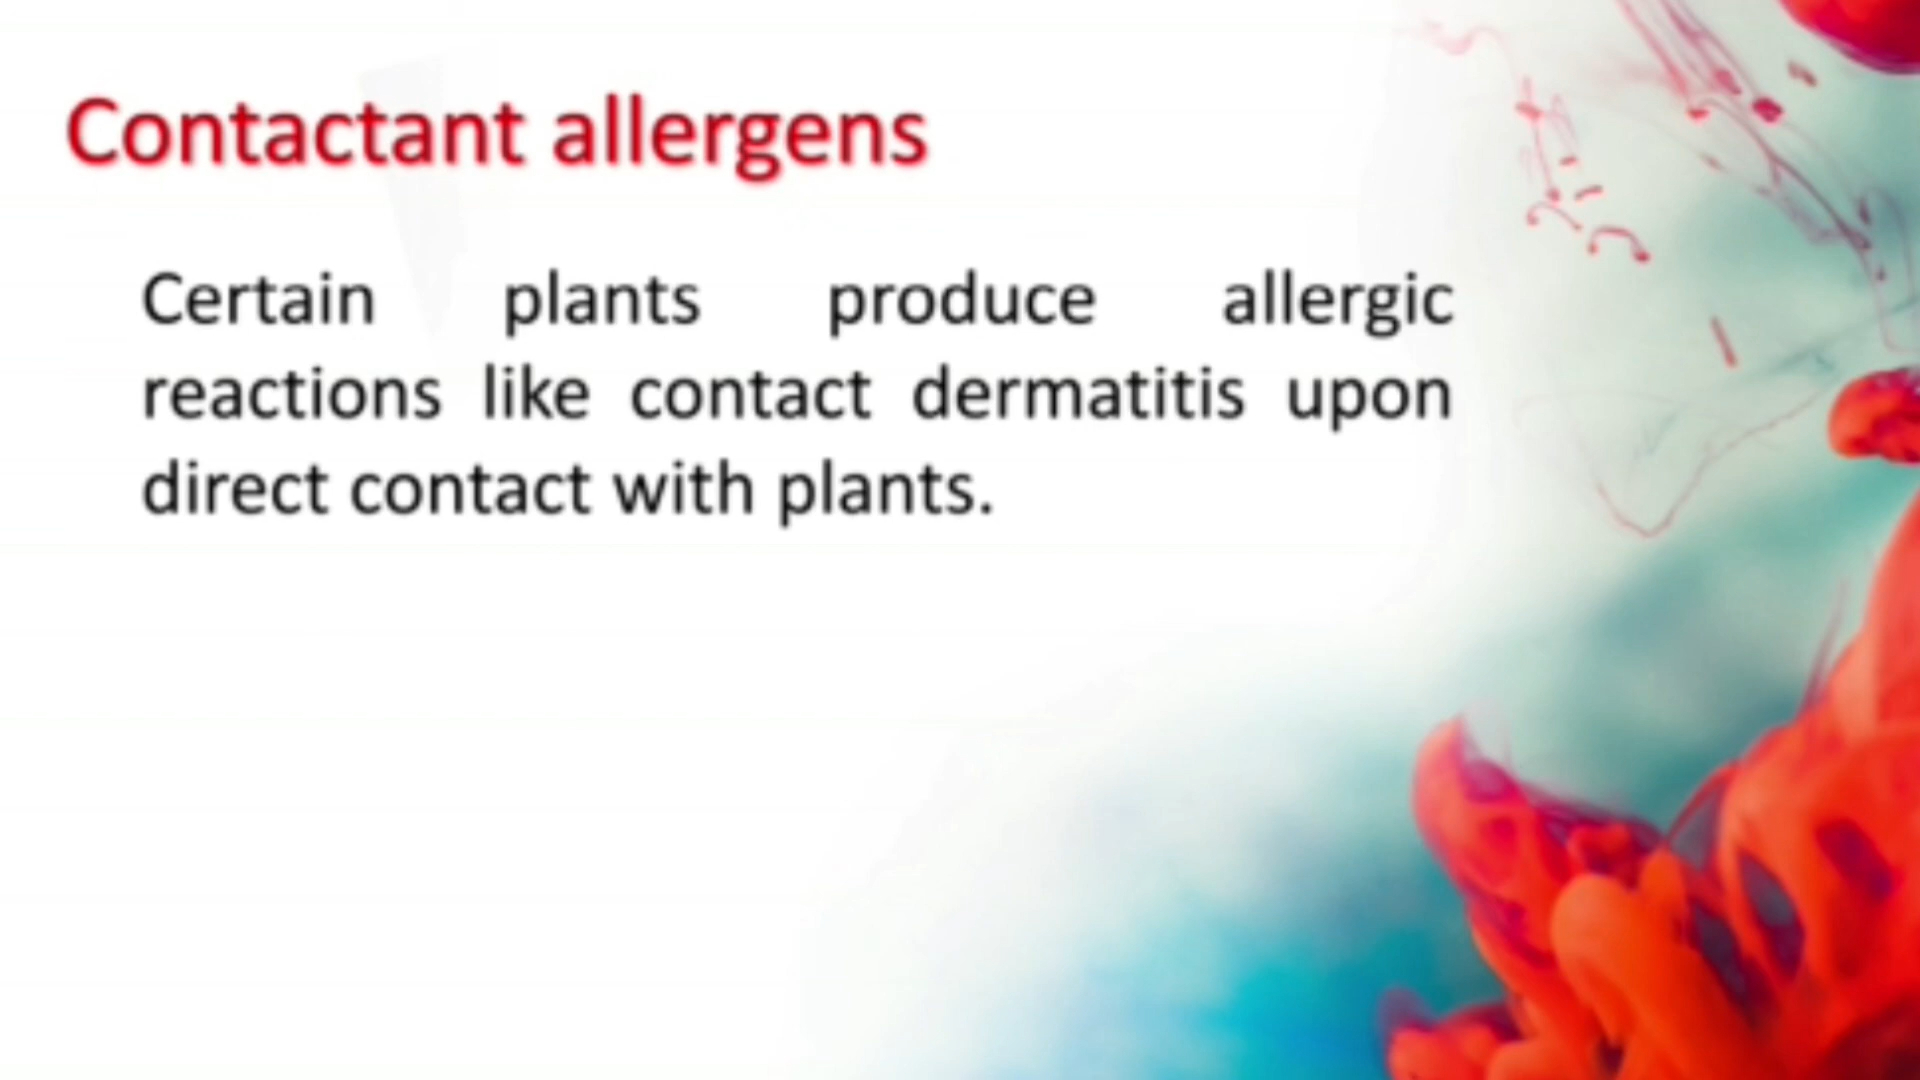 Contactant allergens
Certain plants produce allergic
reactions like contact dermatitis upon
direct contact with plants.